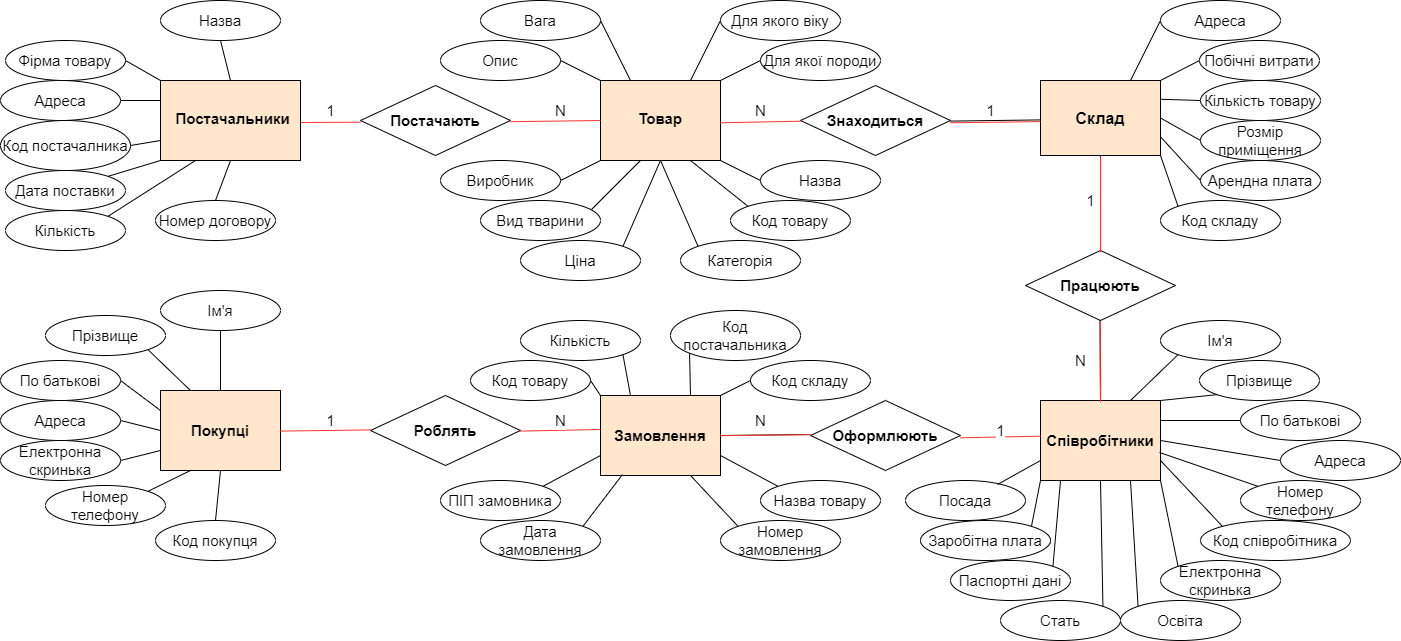 Назва
Фірма товару
Адреса
Код постачалника
Дата поставки
Кількість
Номер договору
Постачальники
1
Постачають
N
Вага
Опис
Для якого віку
Для якої породи
Товар
Виробник
Вид тварини
Ціна
Категорія
Код товару
Назва
N
Знаходиться
1
Адреса
Побічні витрати
Кількість товару
Розмір
приміщення
Арендна плата
Код складу
Склад
1
Працюють
N
Ім'я
Прізвище
По батькові
Адреса
Електронна
скринька
Номер
телефону
Код покупця
Покупці
1
Роблять
N
Кількість
Код
постачальника
Код товару
Код складу
Замовлення
ПІП замовника
Дата
замовлення
Номер
замовлення
Назва товару
N
Оформлюють
1
Співробітники
Ім'я
Прізвище
По батькові
Адреса
Номер
телефону
Код співробітника
Електронна
скринька
Освіта
Стать
Паспортні дані
Заробітна плата
Посада